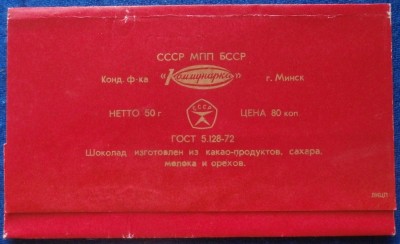 СССР МПП БССР
Конд. ф-ка «Коммунарка» г. Минск
НЕТТО 50 г. СССР ЦЕНА 80 коп.
ГОСТ 5.128-72
Шоколад изготовлен из какао-продуктов, сахара,
молока и орехов.